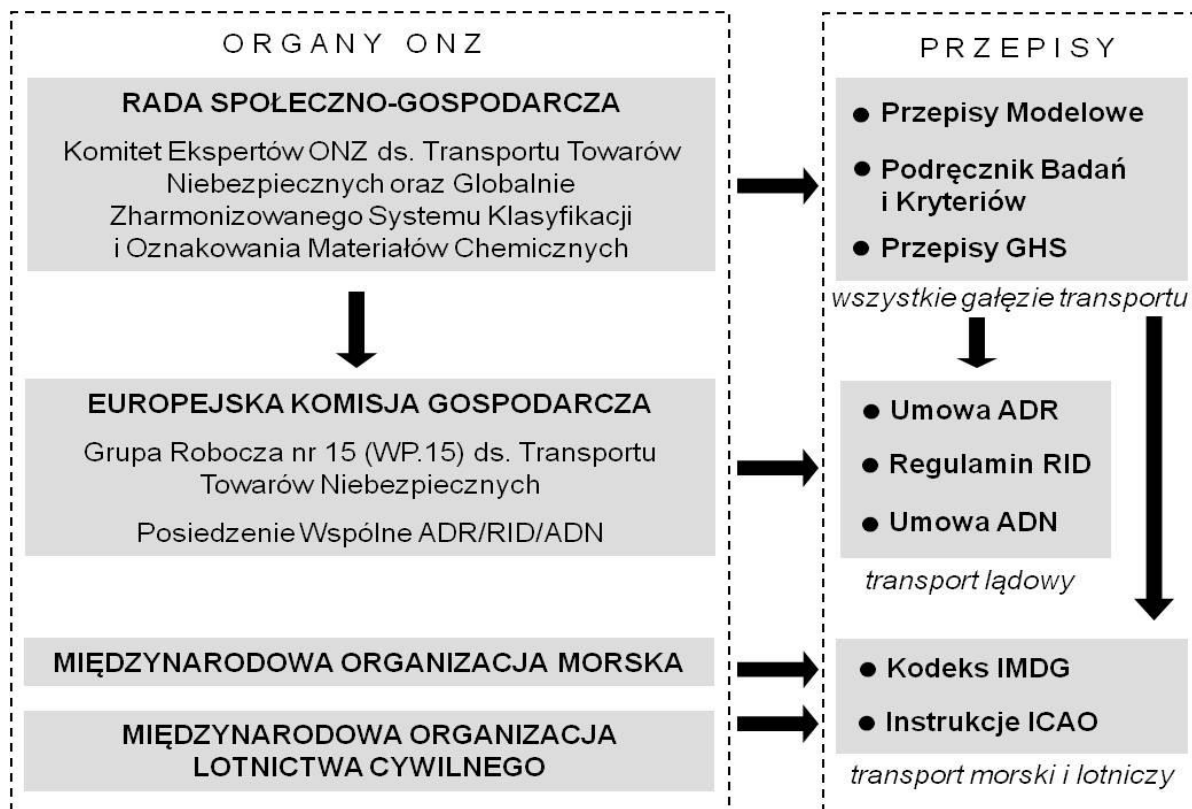 ORGANY ONZ
RADA SPOŁECZNO-GOSPODARCZA
Komitet Ekspertów ONZ ds. Transportu Towarów
Niebezpiecznych oraz Globalnie
Zharmonizowanego Systemu Klasyfikacji
i Oznakowania Materiałów Chemicznych
EUROPEJSKA KOMISJA GOSPODARCZA
Grupa Robocza nr 15 (WP.15) ds. Transportu
Towarów Niebezpiecznych
Posiedzenie Wspólne ADR/RID/ADN
MIĘDZYNARODOWA ORGANIZACJA MORSKA
MIĘDZYNARODOWA ORGANIZACJA
LOTNICTWA CYWILNEGO
PRZEPISY
● Przepisy Modelowe
● Podręcznik Badań
i Kryteriów
● Przepisy GHS
wszystkie gałęzie transportu
● Umowa ADR
● Regulamin RID
● Umowa ADN
transport lądowy
● Kodeks IMDG
● Instrukcje ICAO
transport morski i lotniczy